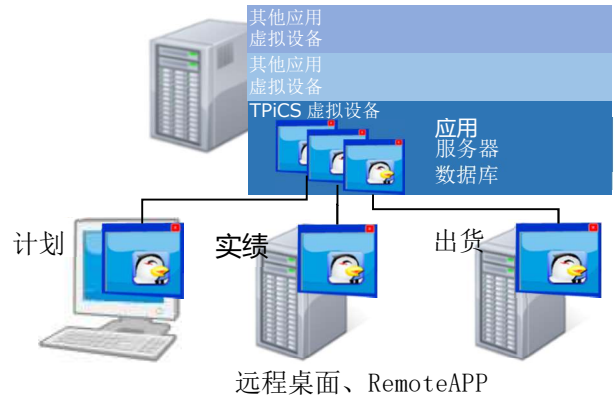 其他应用
虚拟设备
其他应用
虚拟设备
TPiCS 虚拟设备
应用
服务器
数据库
计划
实绩
出货
远程桌面、RemoteAPP